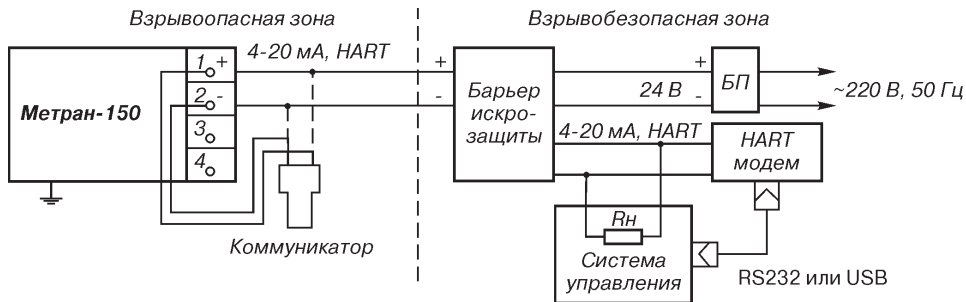 Взрывоопасная зона
Взрывобезопасная зона
4-20 мА, HART
Метран-150
1 +
2 -
3
4
+
-
Барьер
искро-
защиты
+
24 В
-
БП
~220 В, 50 Гц
4-20 мА, HART
HART
модем
Rн
Коммуникатор
Система
управления
RS232 или USB